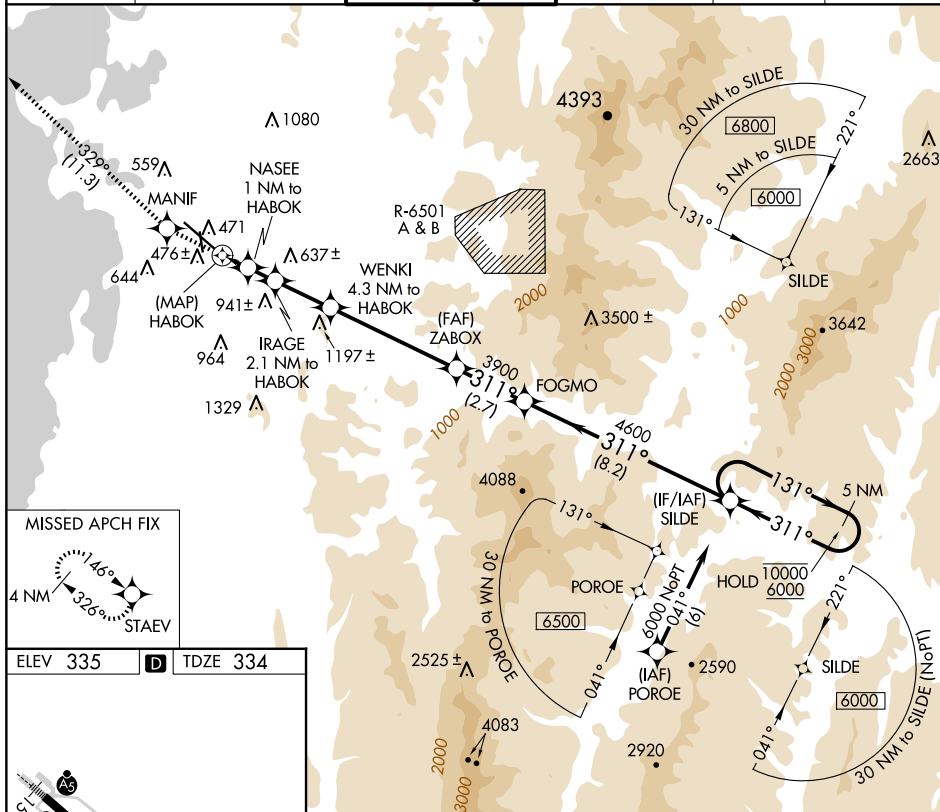 4393
30 NM to SILDE
6800
221°
5 NM to SILDE
6000
131°
SILDE
2663
1080
329°
(11.3)
559
NASEE
1 NM to
HABOK
MANIF
471
476±
637±
644
R-6501
A & B
2000
WENKI
4.3 NM to
HABOK
(MAP)
HABOK
941±
3500 ±
1000
3642
2000
3000
964
IRAGE
2.1 NM to
HABOK
1197 ±
(FAF)
ZABOX
3900
311°
(2.7)
FOGMO
1329
1000
4600
311°
(8.2)
4088
(IF/IAF)
SILDE
131°
5 NM
311°
HOLD
10000
6000
MISSED APCH FIX
146°
4 NM
326°
STAEV
131°
30 NM to POROE
POROE
6500
041°
6000 NoPT
041°
(6)
(IAF)
POROE
2590
221°
SILDE
6000
041°
30 NM to SILDE (NoPT)
ELEV 335
D
TDZE 334
2525 ±
4083
2000
3000
2920
A5